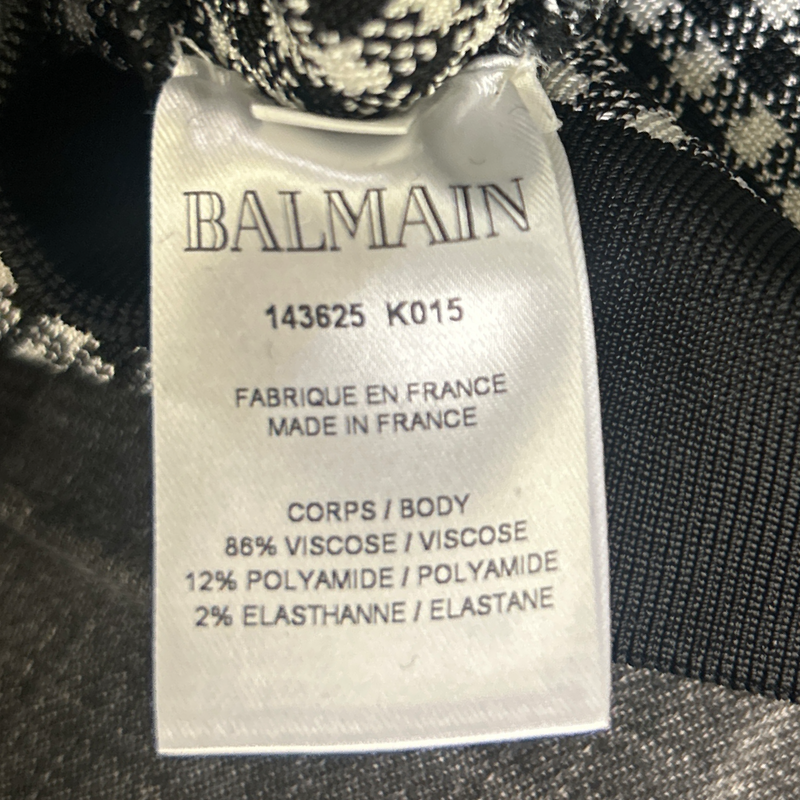 BALMAIN
143625 K015
FABRIQUE EN FRANCE
MADE IN FRANCE
CORPS / BODY
86% VISCOSE / VISCOSE
12% POLYAMIDE / POLYAMIDE
2% ELASTHANNE / ELASTANE